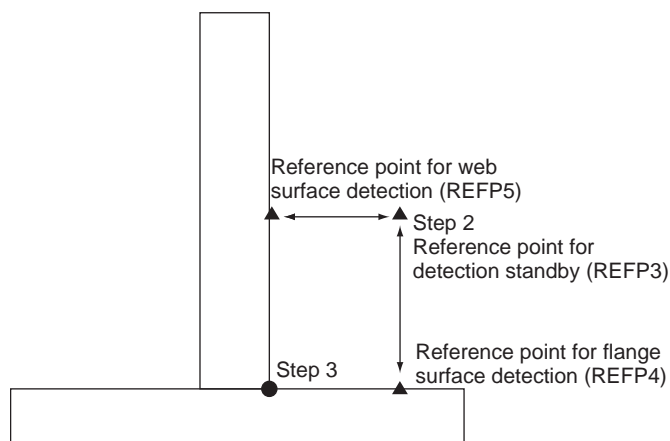 Reference point for web
surface detection (REFP5)
Step 2
Reference point for
detection standby (REFP3)
Step 3
Reference point for flange
surface detection (REFP4)